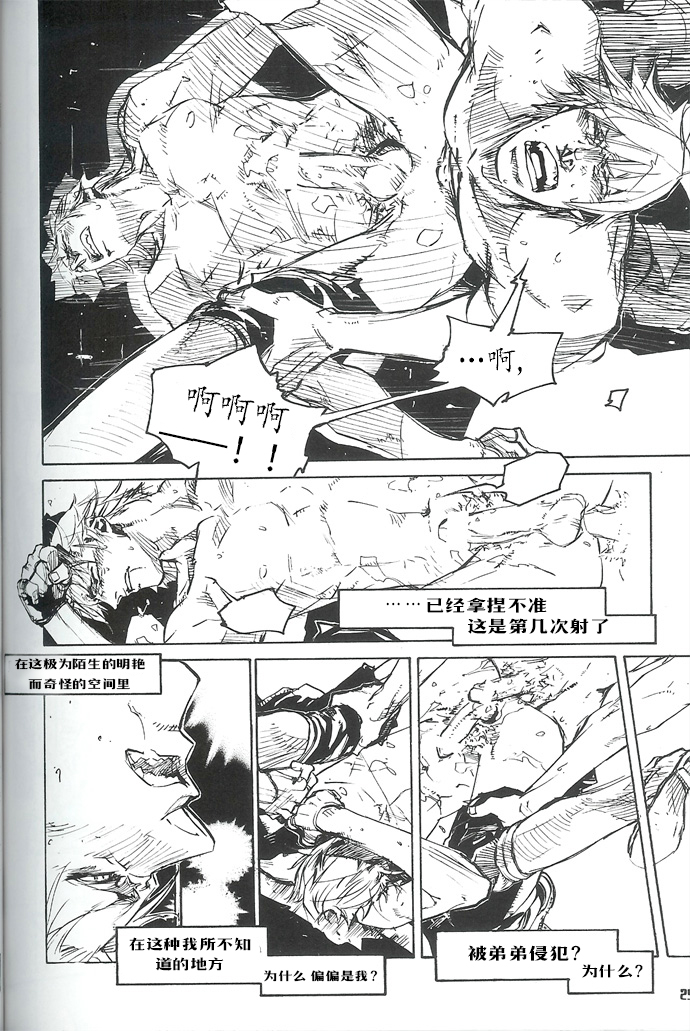 …啊，
啊啊啊
——！！
……已经拿捏不准
这是第几次射了
在这极为陌生的明艳
而奇怪的空间里
在这种我所不知
道的地方
为什么 偏偏是我？
被弟弟侵犯？
为什么？